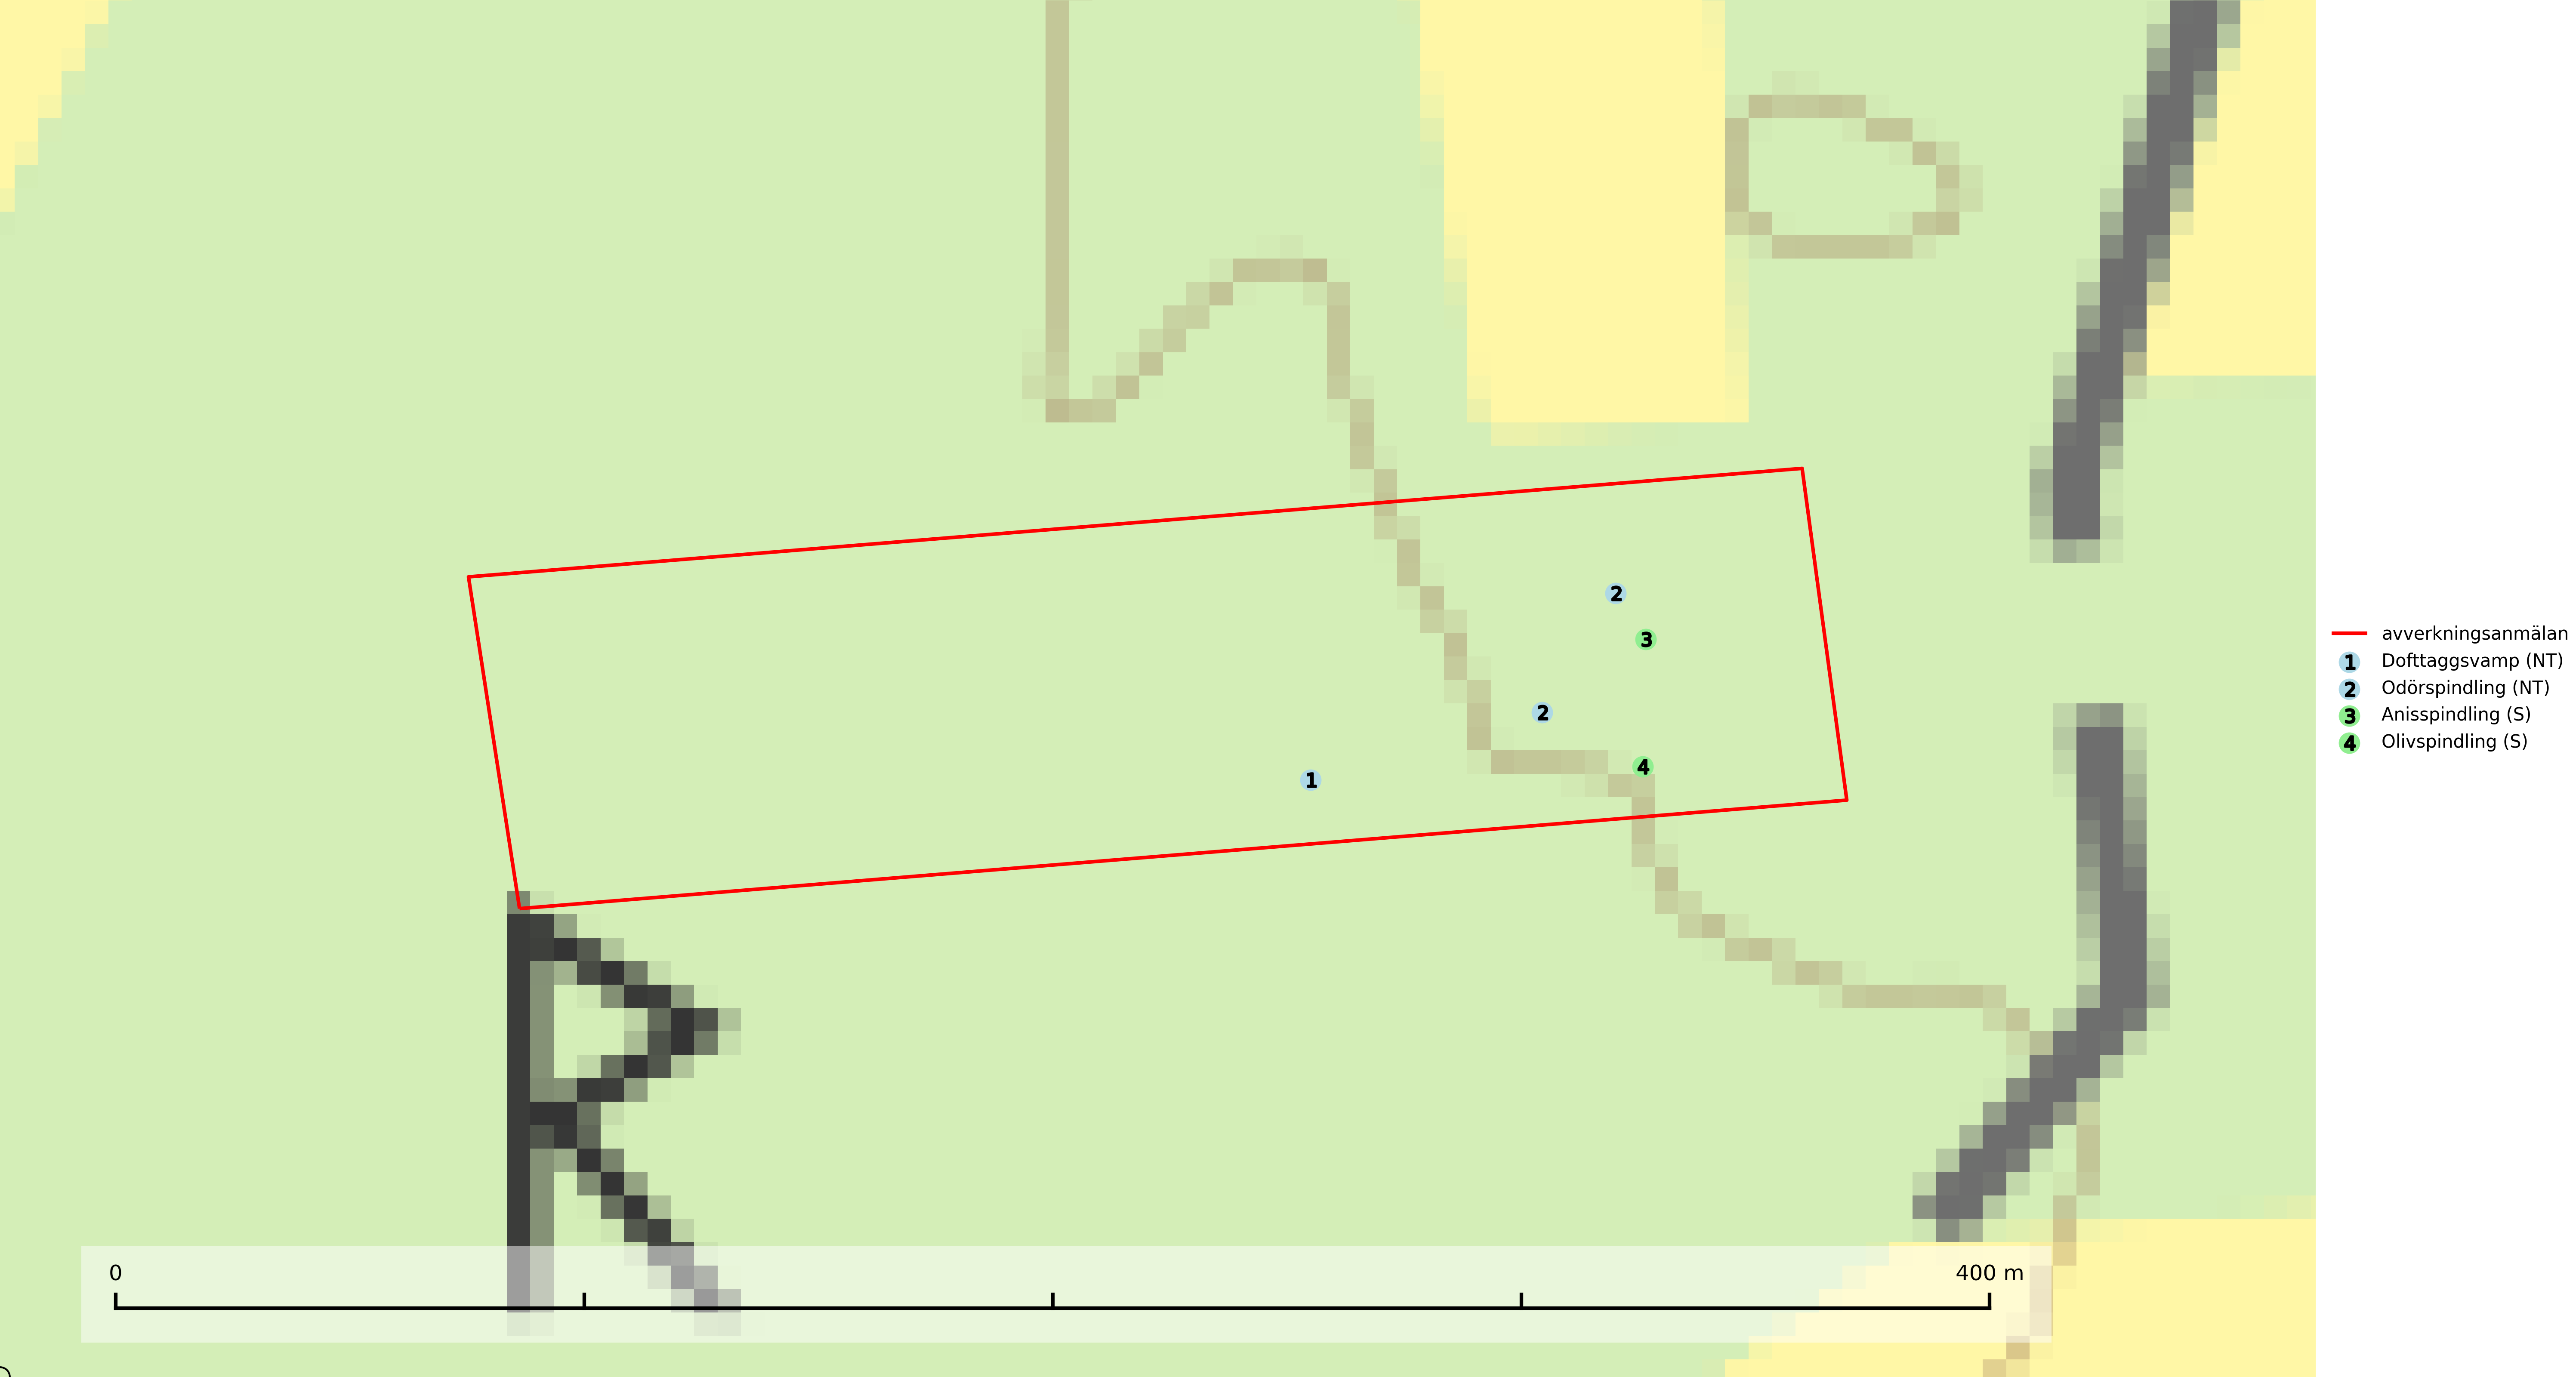 2
3
2
4
1
R
0
400 m
avverkningsanmälan
1 Dofttaggsvamp (NT)
2 Odörspindling (NT)
3 Anisspindling (S)
4 Olivspindling (S)